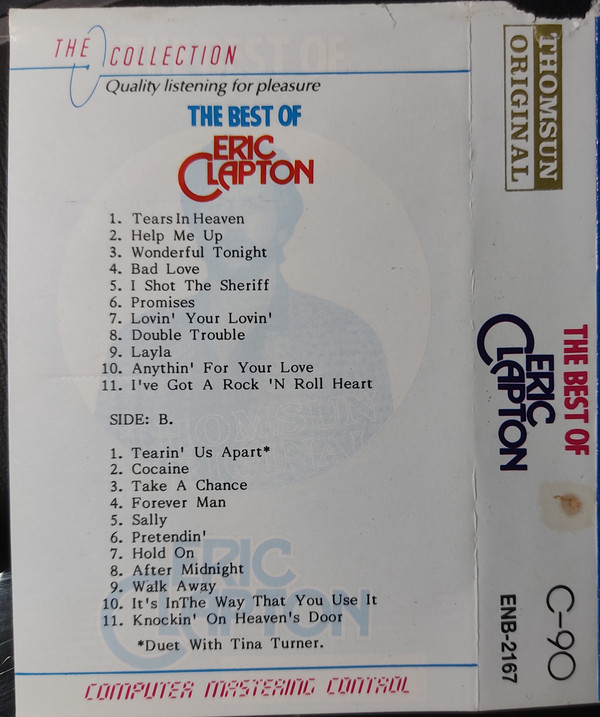 THE COLLECTION
Quality listening for pleasure
THE BEST OF
ERIC
CLAPTON
1. Tears In Heaven
2. Help Me Up
3. Wonderful Tonight
4. Bad Love
5. I Shot The Sheriff
6. Promises
7. Lovin' Your Lovin'
8. Double Trouble
9. Layla
10. Anythin' For Your Love
11. I've Got A Rock 'N Roll Heart
SIDE: B.
1. Tearin' Us Apart*
2. Cocaine
3. Take A Chance
4. Forever Man
5. Sally
6. Pretendin'
7. Hold On
8. After Midnight
9. Walk Away
10. It's InThe Way That You Use It
11. Knockin' On Heaven's Door
*Duet With Tina Turner.
COMPUTER MASTERING CONTROL
THOMSUN
ORIGINAL
THE BEST OF
ERIC
CLAPTON
C-90
ENB-2167